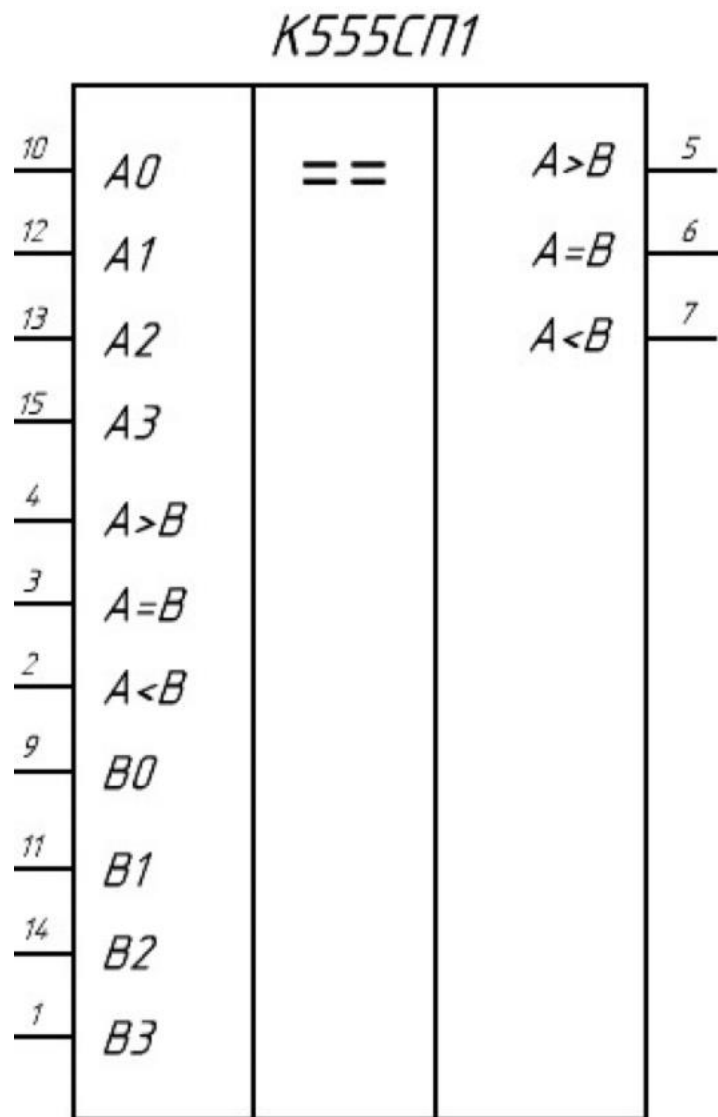 К555СП1
10 A0 == A>B 5
12 A1 A=B 6
13 A2 A<B 7
15 A3
4 A>B
3 A=B
2 A<B
9 B0
11 B1
14 B2
1 B3